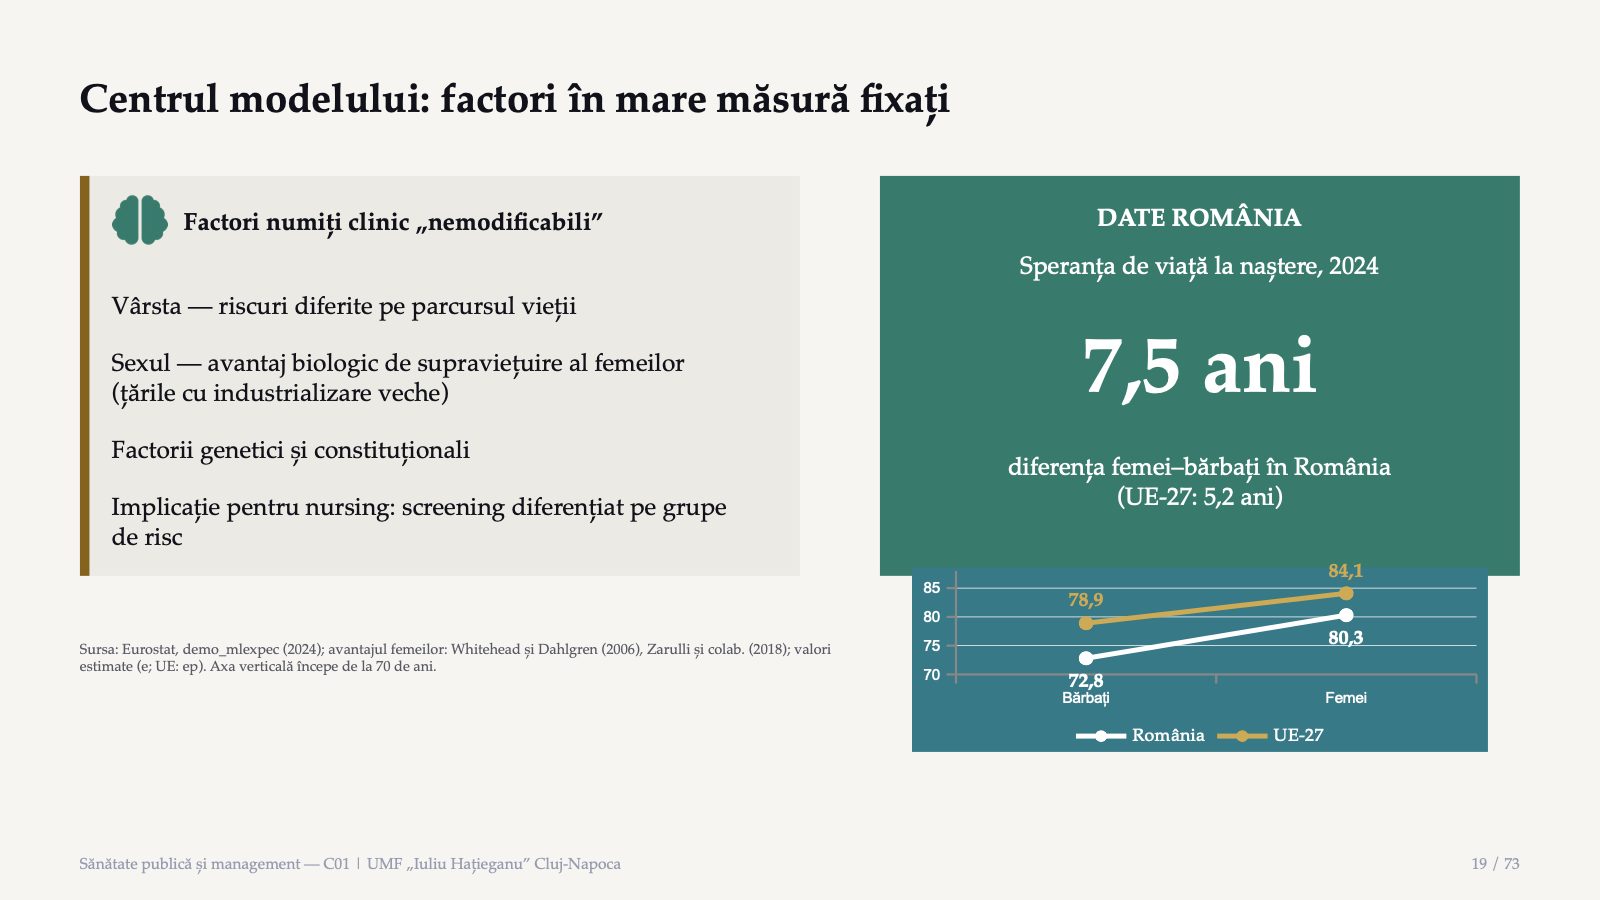 Centrul modelului: factori în mare măsură fixați
Factori numiți clinic „nemodificabili”
Vârsta — riscuri diferite pe parcursul vieții
Sexul — avantaj biologic de supraviețuire al femeilor
(țările cu industrializare veche)
Factorii genetici și constituționali
Implicație pentru nursing: screening diferențiat pe grupe
de risc
DATE ROMÂNIA
Speranța de viață la naștere, 2024
7,5 ani
diferența femei–bărbați în România
(UE-27: 5,2 ani)
84,1
85
78,9
80
80,3
75
70
72,8
Bărbați
Femei
România
UE-27
Sursa: Eurostat, demo_mlexpec (2024); avantajul femeilor: Whitehead și Dahlgren (2006), Zarulli și colab. (2018); valori
estimate (e; UE: ep). Axa verticală începe de la 70 de ani.
Sănătate publică și management — C01 | UMF „Iuliu Hațieganu” Cluj-Napoca
19 / 73